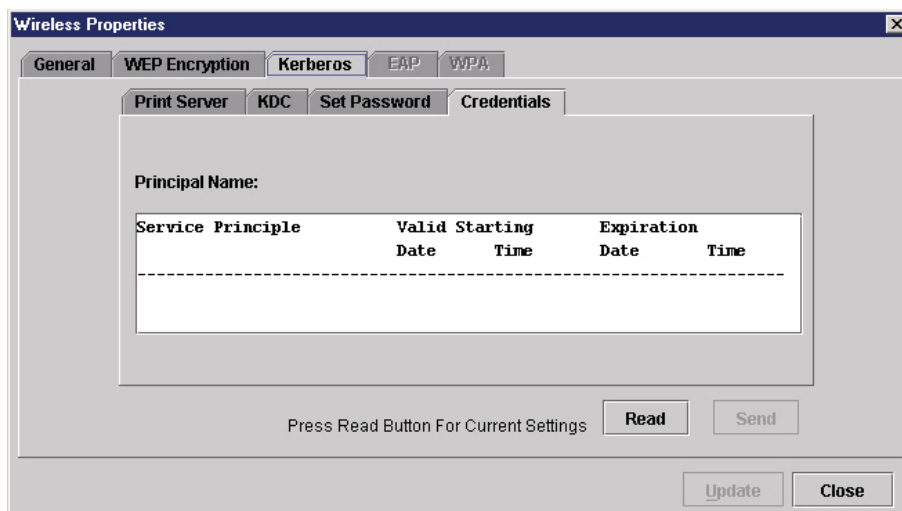 Wireless Properties
General WEP Encryption Kerberos EAP WPA
Print Server KDC Set Password Credentials
Principal Name:
Service Principle Valid Starting Expiration
Date Time Date Time
--------------------------------------------------------------------------------
Press Read Button For Current Settings Read Send
Update Close